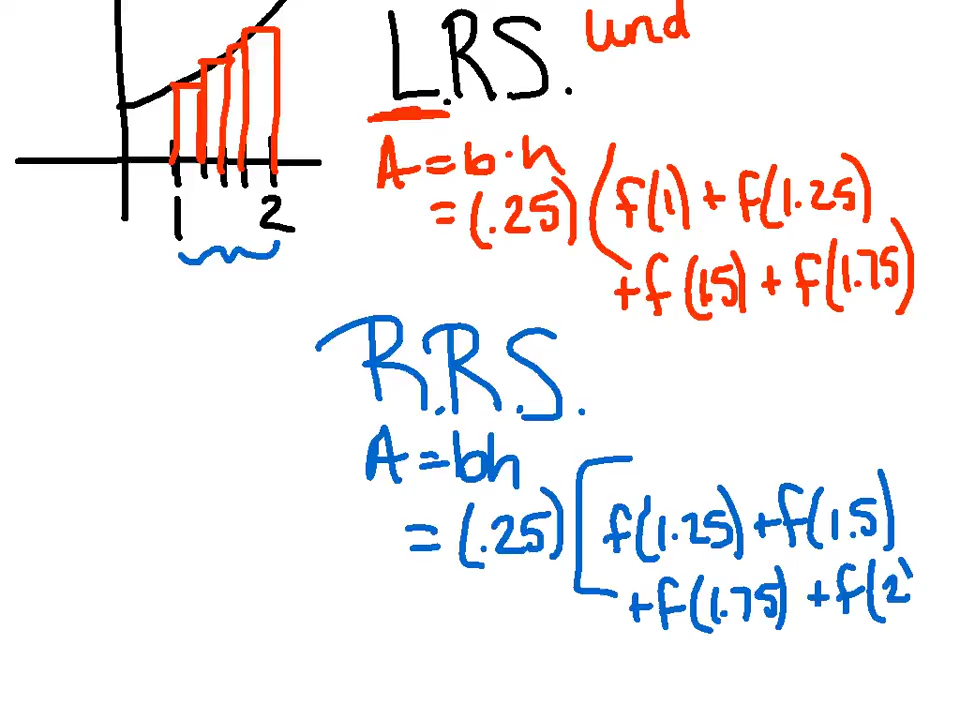 L.R.S. und
A = b · h
= (.25) (f(1) + f(1.25)
+ f(1.5) + f(1.75))
1 2
R.R.S.
A = bh
= (.25) [f(1.25) + f(1.5)
+ f(1.75) + f(2)